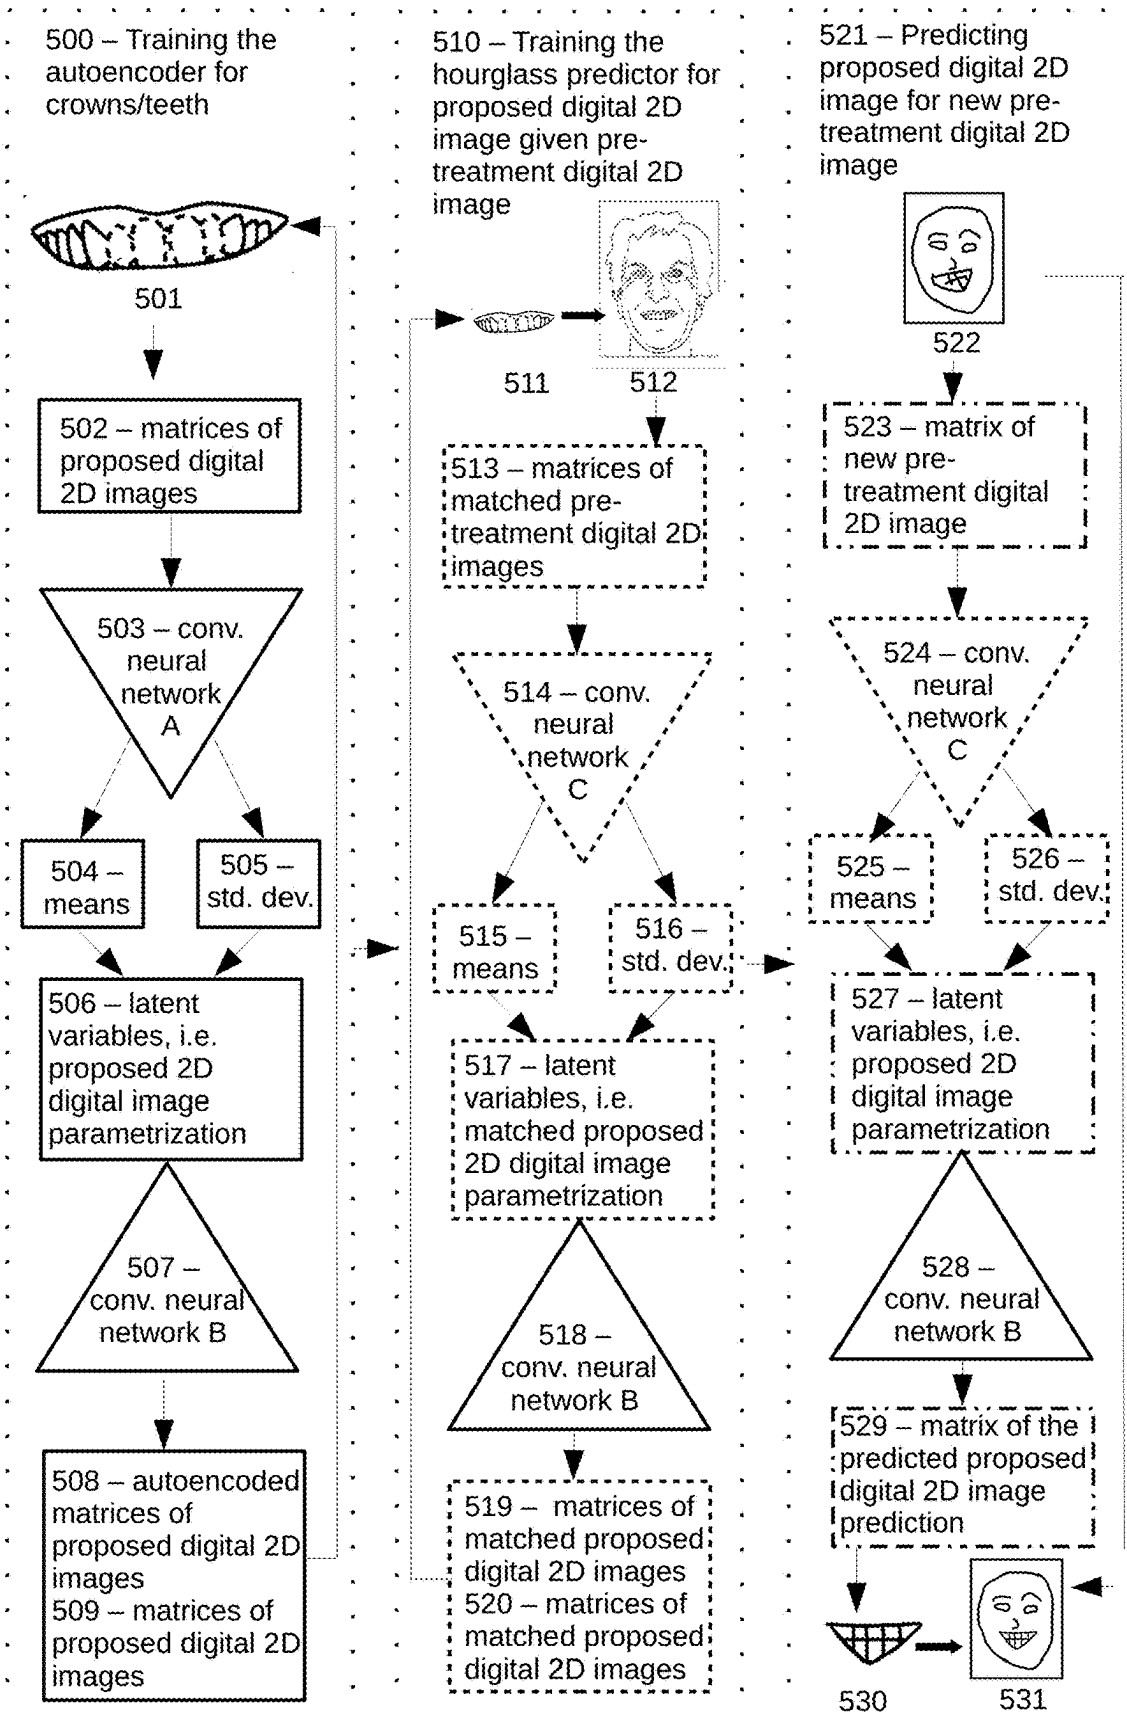 500 – Training the
autoencoder for
crowns/teeth
501
502 – matrices of
proposed digital
2D images
503 – conv.
neural
network
A
504 –
means
505 –
std. dev.
506 – latent
variables, i.e.
proposed 2D
digital image
parametrization
507 –
conv. neural
network B
508 – autoencoded
matrices of
proposed digital 2D
images
509 – matrices of
proposed digital 2D
images
510 – Training the
hourglass predictor for
proposed digital 2D
image given pre-
treatment digital 2D
image
511
512
513 – matrices of
matched pre-
treatment digital 2D
images
514 – conv.
neural
network
C
515 –
means
516 –
std. dev.
517 – latent
variables, i.e.
matched proposed
2D digital image
parametrization
518 –
conv. neural
network B
519 – matrices of
matched proposed
digital 2D images
520 – matrices of
matched proposed
digital 2D images
521 – Predicting
proposed digital 2D
image for new pre-
treatment digital 2D
image
522
523 – matrix of
new pre-
treatment digital
2D image
524 – conv.
neural
network
C
525 –
means
526 –
std. dev.
527 – latent
variables, i.e.
proposed 2D
digital image
parametrization
528 –
conv. neural
network B
529 – matrix of the
predicted proposed
digital 2D image
prediction
530
531